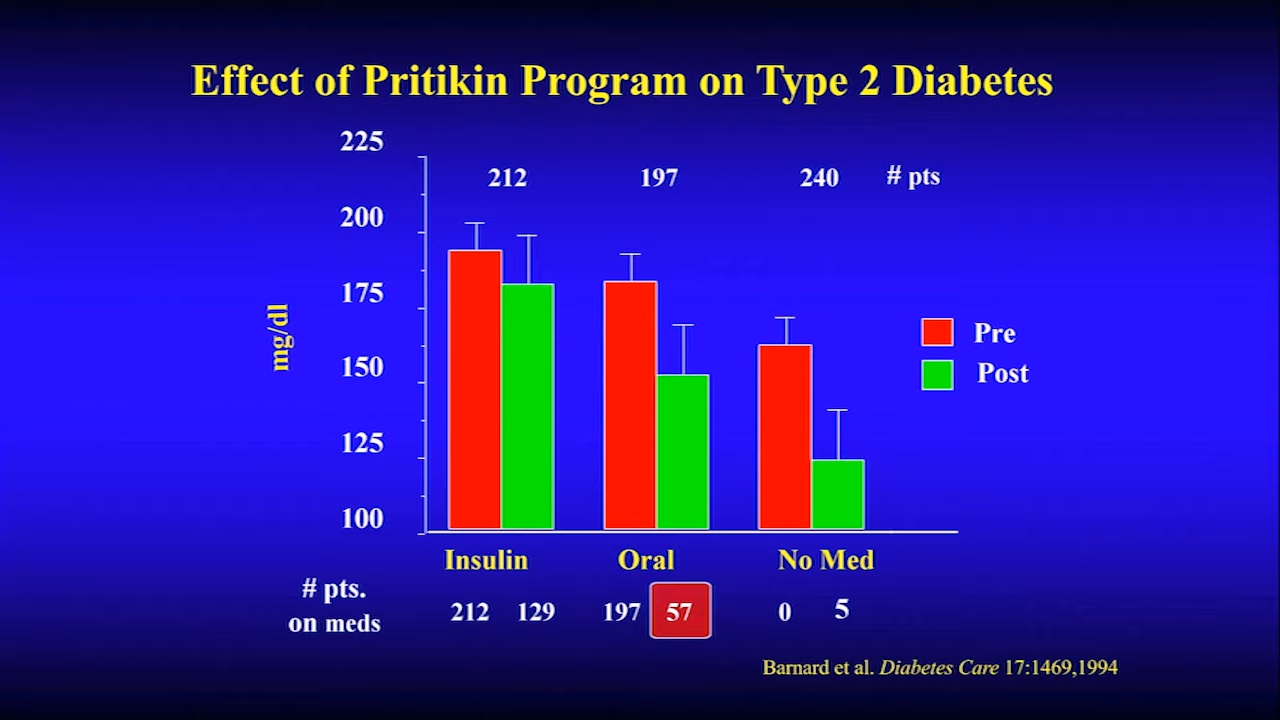 Effect of Pritikin Program on Type 2 Diabetes
225
212 197 240 # pts
200
175
mg/dl
Pre
150
Post
125
100
Insulin Oral No Med
# pts.
on meds
212 129 197 57 0 5
Barnard et al. Diabetes Care 17:1469,1994